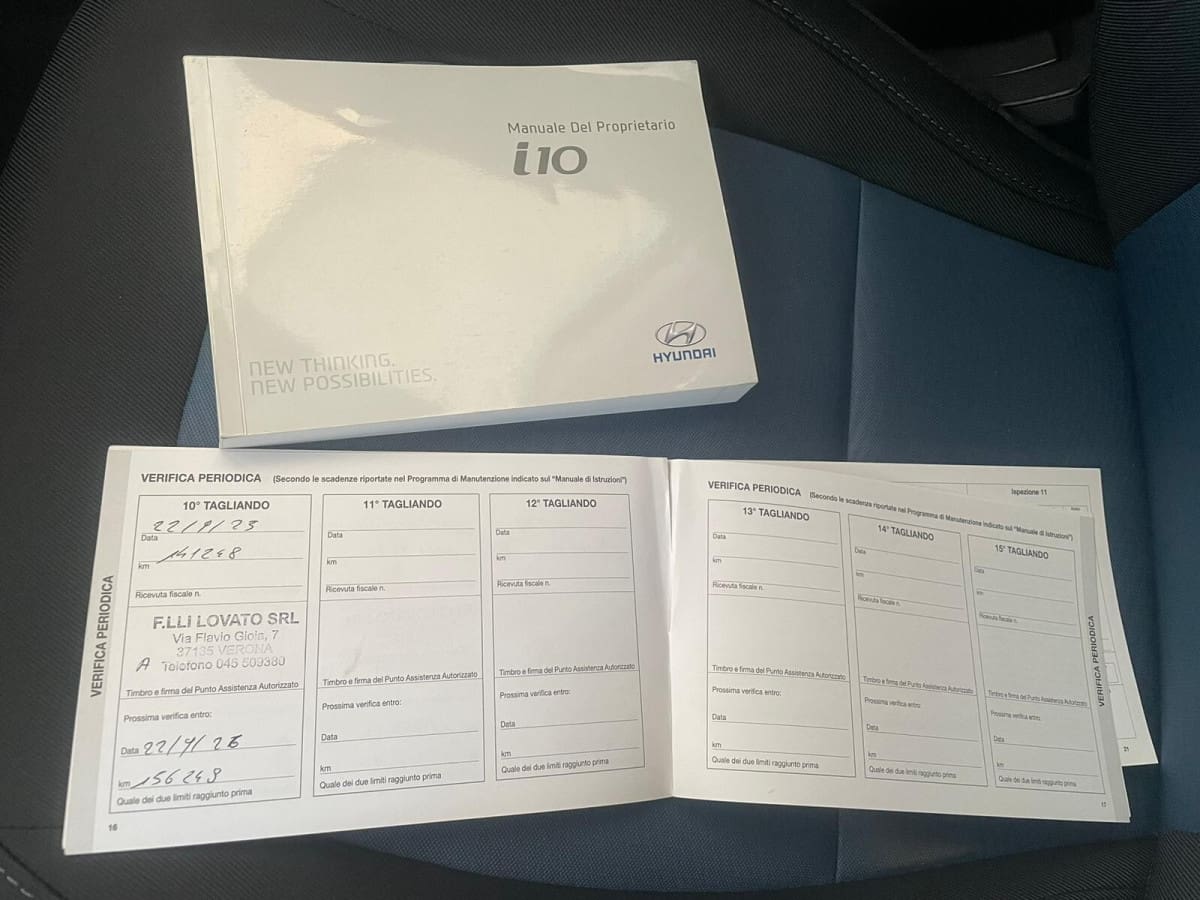 Manuale Del Proprietario
i10
HYUNDAI
NEW THINKING.
NEW POSSIBILITIES.
VERIFICA PERIODICA (Secondo le scadenze riportate nel Programma di Manutenzione indicato sul "Manuale di Istruzioni")
VERIFICA PERIODICA
10° TAGLIANDO
22/9/23
Data
141248
km
Ricevuta fiscale n.
F.LLI LOVATO SRL
Via Flavio Gioia, 7
37135 VERONA
A Telefono 045 509380
Timbro e firma del Punto Assistenza Autorizzato
Prossima verifica entro:
Data 22/9/25
km 156249
Quale dei due limiti raggiunto prima
16
11° TAGLIANDO
Data
km
Ricevuta fiscale n.
Timbro e firma del Punto Assistenza Autorizzato
Prossima verifica entro:
Data
km
Quale dei due limiti raggiunto prima
12° TAGLIANDO
Data
km
Ricevuta fiscale n.
Timbro e firma del Punto Assistenza Autorizzato
Prossima verifica entro:
Data
km
Quale dei due limiti raggiunto prima
VERIFICA PERIODICA (Secondo le scadenze riportate nel Programma di Manutenzione indicato sul "Manuale di Istruzioni")
13° TAGLIANDO
Data
km
Ricevuta fiscale n.
Timbro e firma del Punto Assistenza Autorizzato
Prossima verifica entro:
Data
km
Quale dei due limiti raggiunto prima
14° TAGLIANDO
Data
km
Ricevuta fiscale n.
Timbro e firma del Punto Assistenza Autorizzato
Prossima verifica entro:
Data
km
Quale dei due limiti raggiunto prima
15° TAGLIANDO
Data
km
Ricevuta fiscale n.
Timbro e firma del Punto Assistenza Autorizzato
Prossima verifica entro:
Data
km
Quale dei due limiti raggiunto prima
VERIFICA PERIODICA
17
Ispezione 11
21